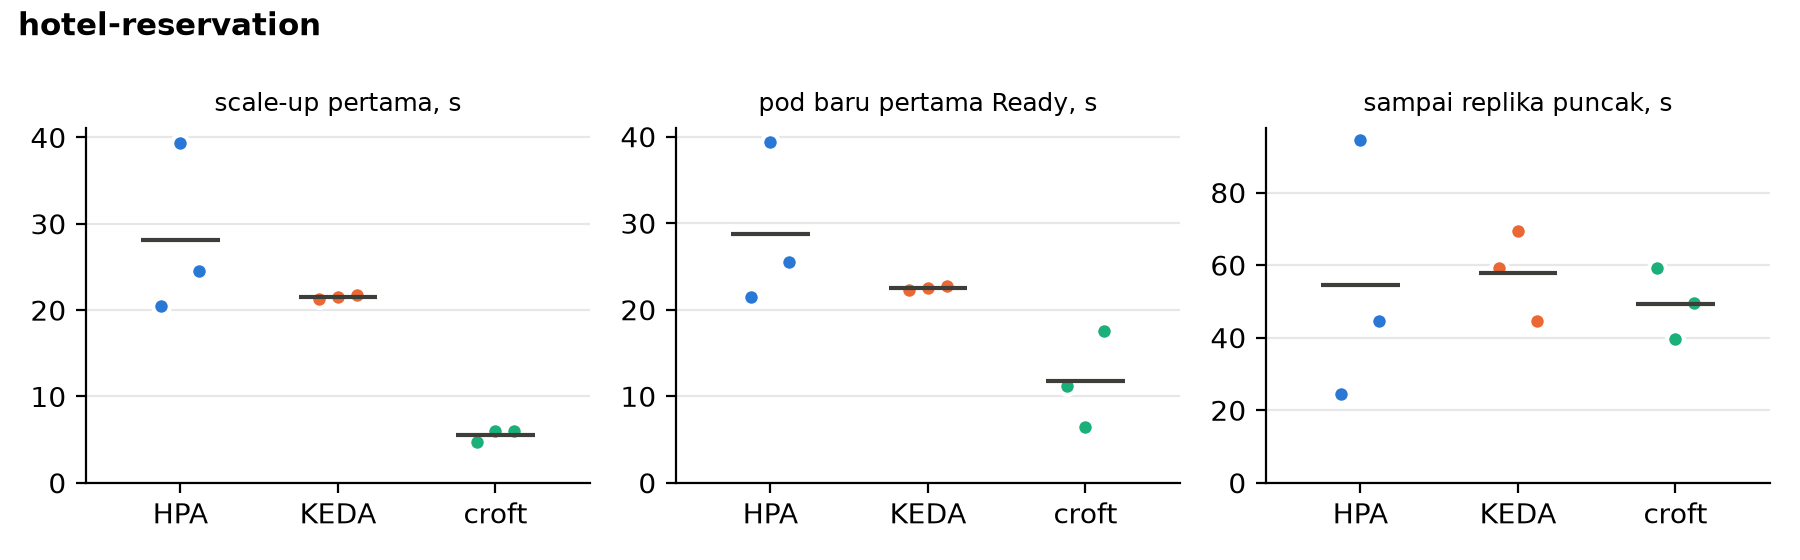 hotel-reservation
scale-up pertama, s
40
30
20
10
0
HPA KEDA croft
pod baru pertama Ready, s
40
30
20
10
0
HPA KEDA croft
sampai replika puncak, s
80
60
40
20
0
HPA KEDA croft